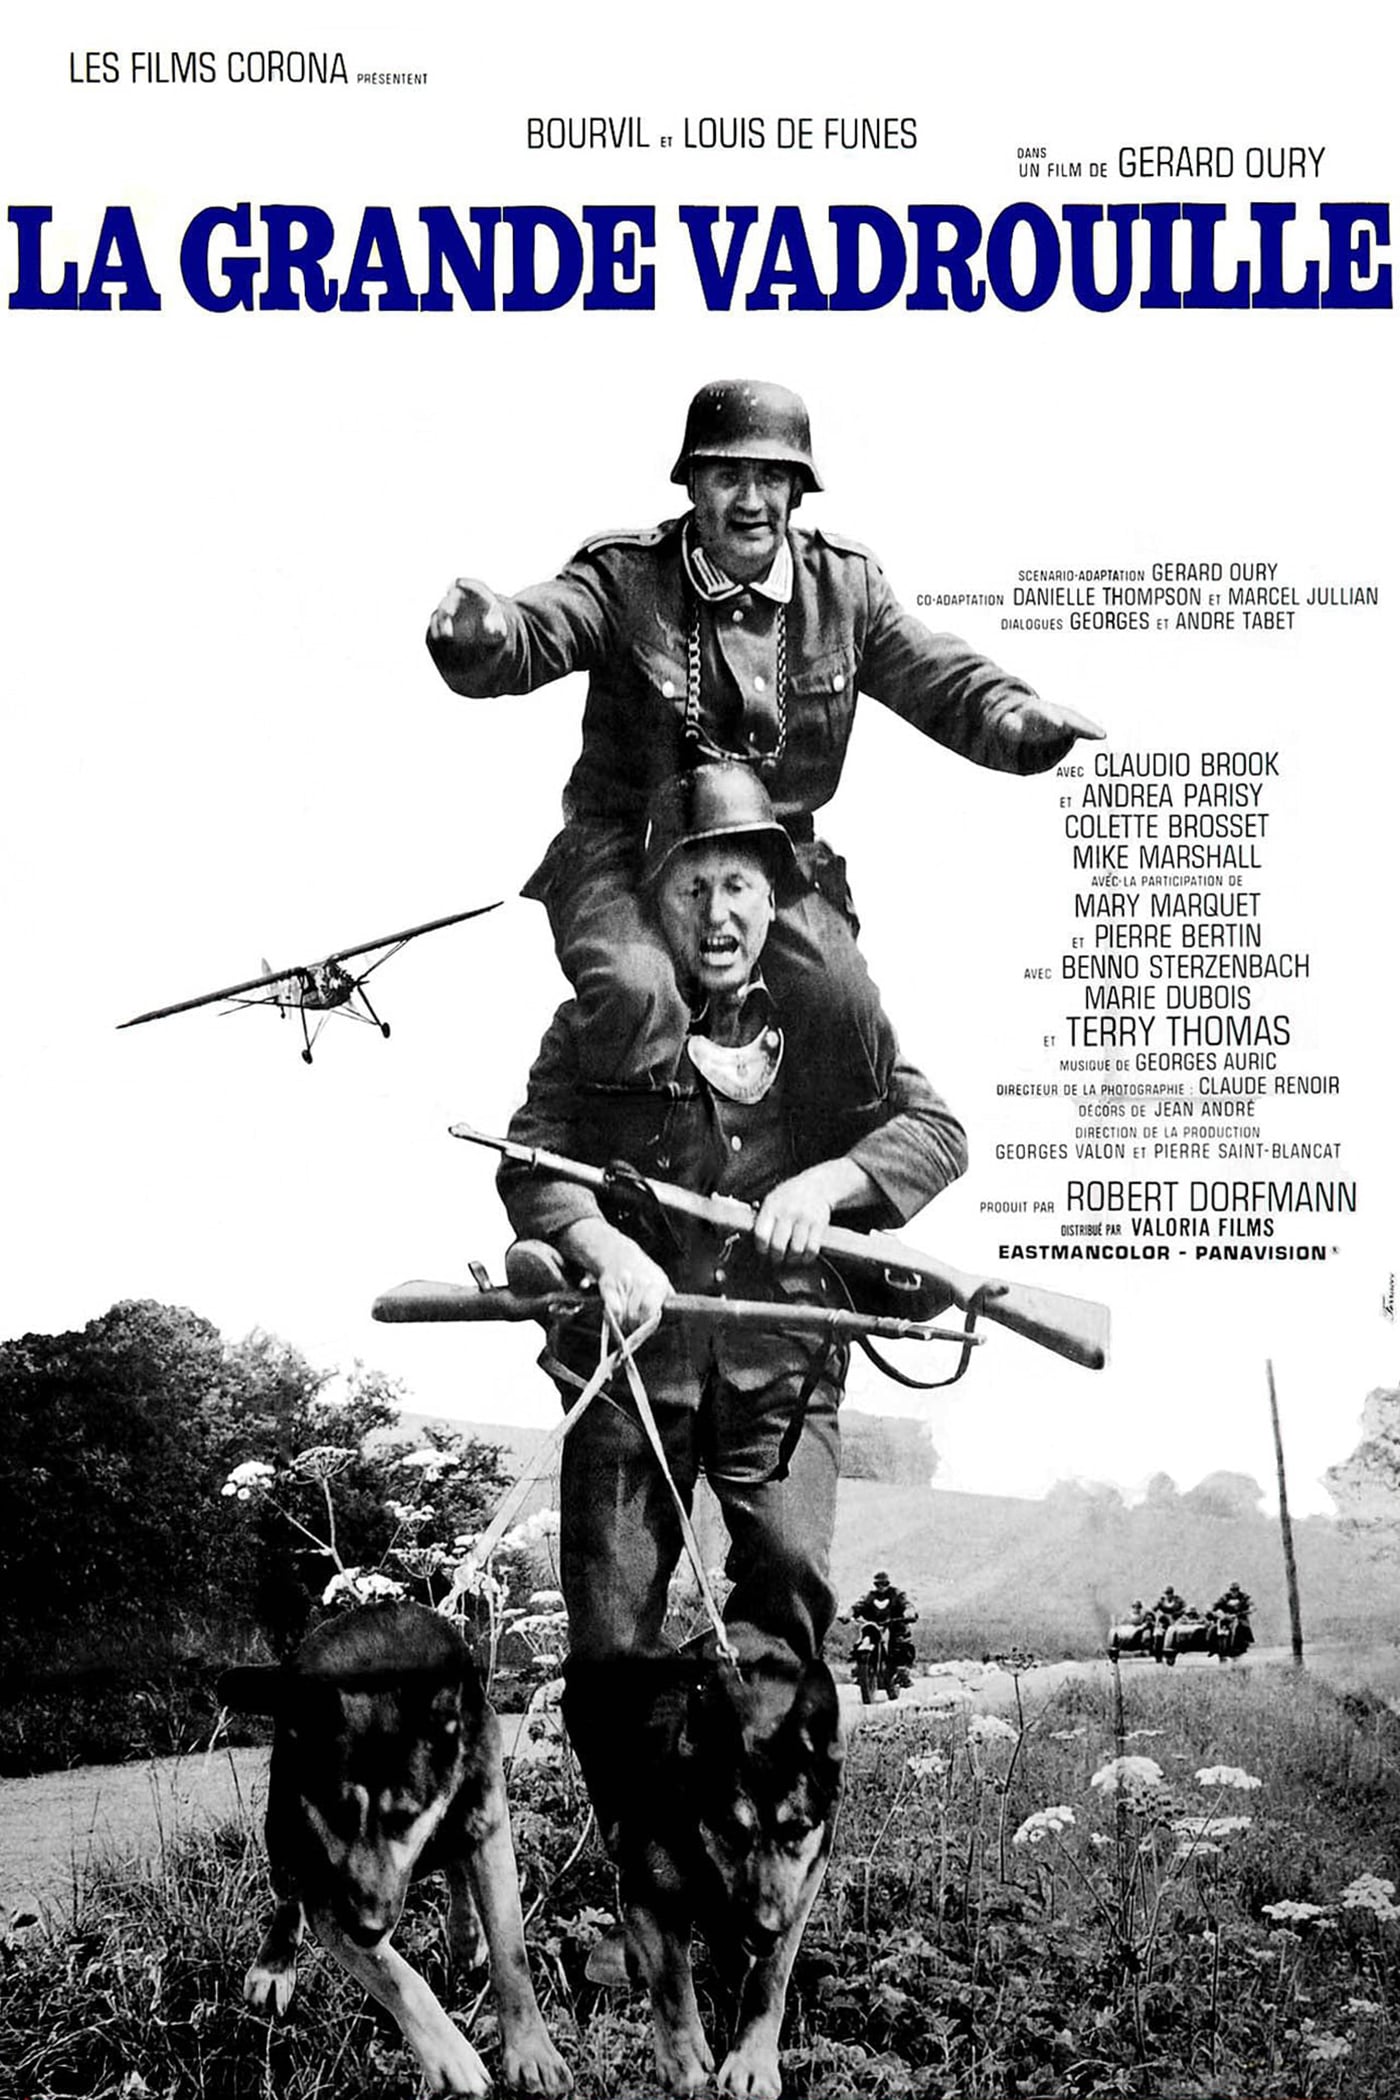 LES FILMS CORONA PRÉSENTENT
BOURVIL ET LOUIS DE FUNES
DANS
UN FILM DE GERARD OURY
LA GRANDE VADROUILLE
SCENARIO-ADAPTATION GERARD OURY
CO-ADAPTATION DANIELLE THOMPSON ET MARCEL JULLIAN
DIALOGUES GEORGES ET ANDRE TABET
AVEC CLAUDIO BROOK
ET ANDREA PARISY
COLETTE BROSSET
MIKE MARSHALL
AVEC LA PARTICIPATION DE
MARY MARQUET
ET PIERRE BERTIN
AVEC BENNO STERZENBACH
MARIE DUBOIS
ET TERRY THOMAS
MUSIQUE DE GEORGES AURIC
DIRECTEUR DE LA PHOTOGRAPHIE : CLAUDE RENOIR
DÉCORS DE JEAN ANDRÉ
DIRECTION DE LA PRODUCTION
GEORGES VALON ET PIERRE SAINT-BLANCAT
PRODUIT PAR ROBERT DORFMANN
DISTRIBUÉ PAR VALORIA FILMS
EASTMANCOLOR - PANAVISION®